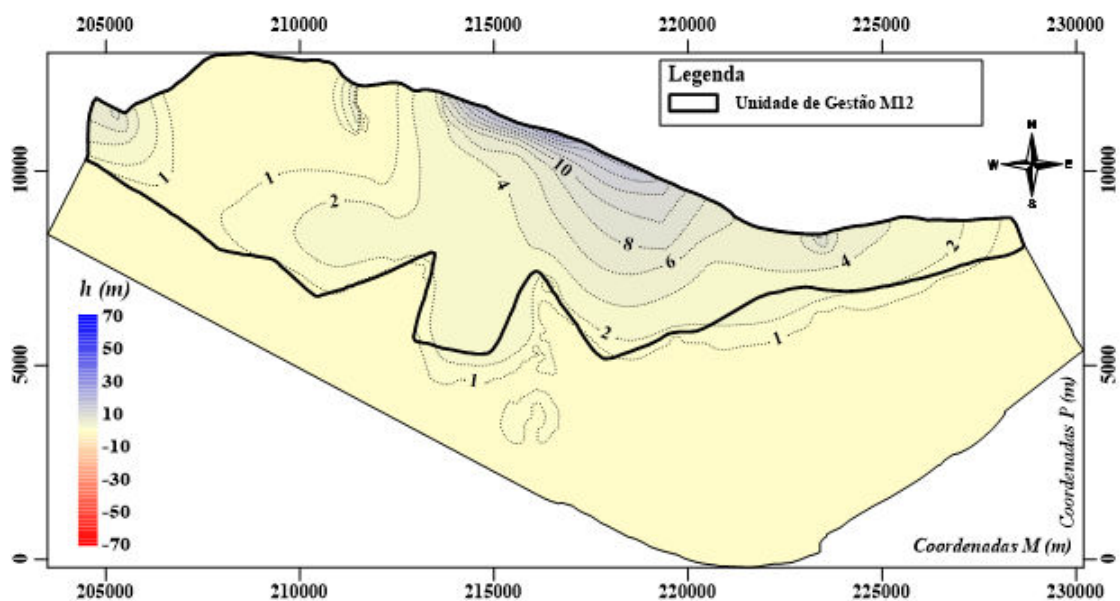 205000 210000 215000 220000 225000 230000
Legenda
Unidade de Gestão M12
N
W E
S
10000 10000
1 1 2 4 10 8 6 4 2
h (m)
70
50
30
10
-10
-30
-50
-70
2 1 1
5000 5000
Coordenadas P (m)
Coordenadas M (m)
0 0
205000 210000 215000 220000 225000 230000